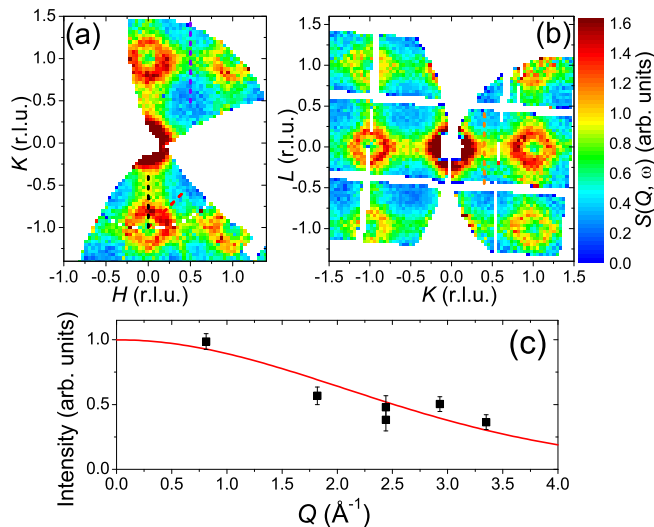 (a)
K (r.l.u.)
1.5
1.0
0.5
0.0
-0.5
-1.0
-1.0 -0.5 0.0 0.5 1.0
H (r.l.u.)
(b)
L (r.l.u.)
1.0
0.5
0.0
-0.5
-1.0
-1.5 -1.0 -0.5 0.0 0.5 1.0 1.5
K (r.l.u.)
1.6
1.4
1.2
1.0
0.8
0.6
0.4
0.2
0.0
S(Q, ω) (arb. units)
(c)
Intensity (arb. units)
1.0
0.5
0.0
0.0 0.5 1.0 1.5 2.0 2.5 3.0 3.5 4.0
Q (Å⁻¹)